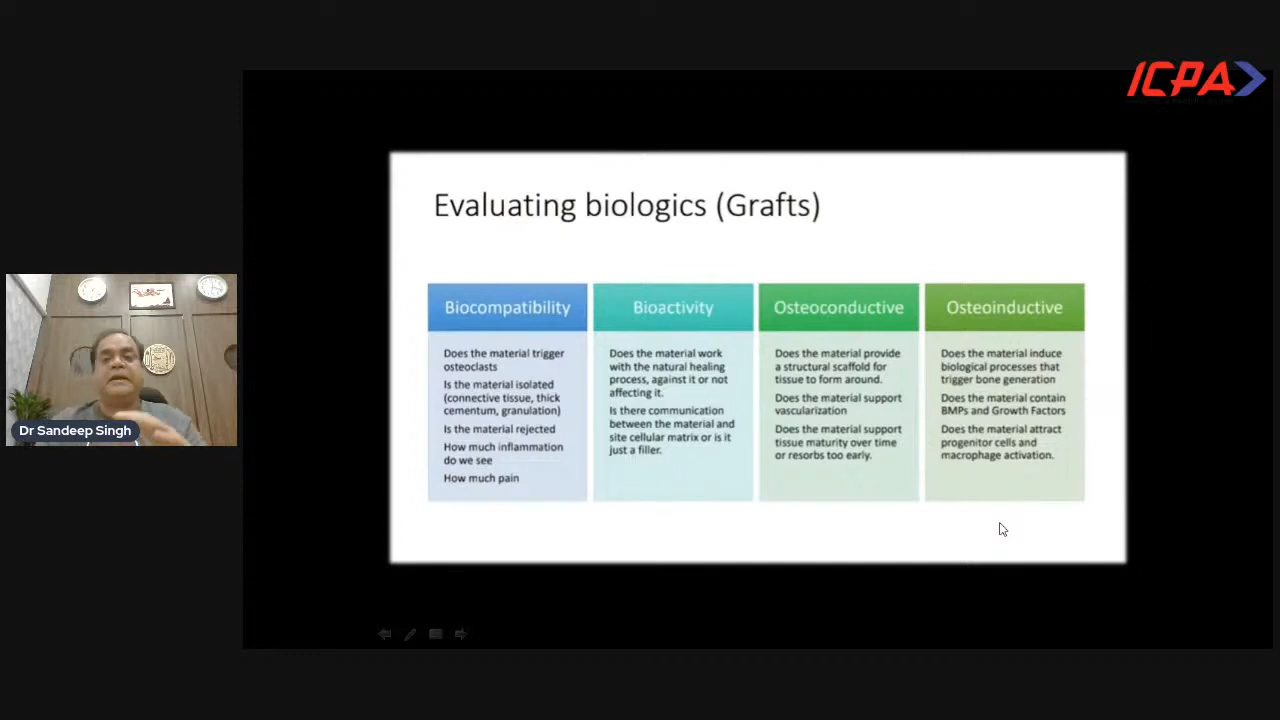 ICPA
Evaluating biologics (Grafts)
Biocompatibility
Does the material trigger
osteoclasts
Is the material isolated
(connective tissue, thick
cementum, granulation)
Is the material rejected
How much inflammation
do we see
How much pain
Bioactivity
Does the material work
with the natural healing
process, against it or not
affecting it.
Is there communication
between the material and
site cellular matrix or is it
just a filler.
Osteoconductive
Does the material provide
a structural scaffold for
tissue to form around.
Does the material support
vascularization
Does the material support
tissue maturity over time
or resorbs too early.
Osteoinductive
Does the material induce
biological processes that
trigger bone generation
Does the material contain
BMPs and Growth Factors
Does the material attract
progenitor cells and
macrophage activation.
Dr Sandeep Singh